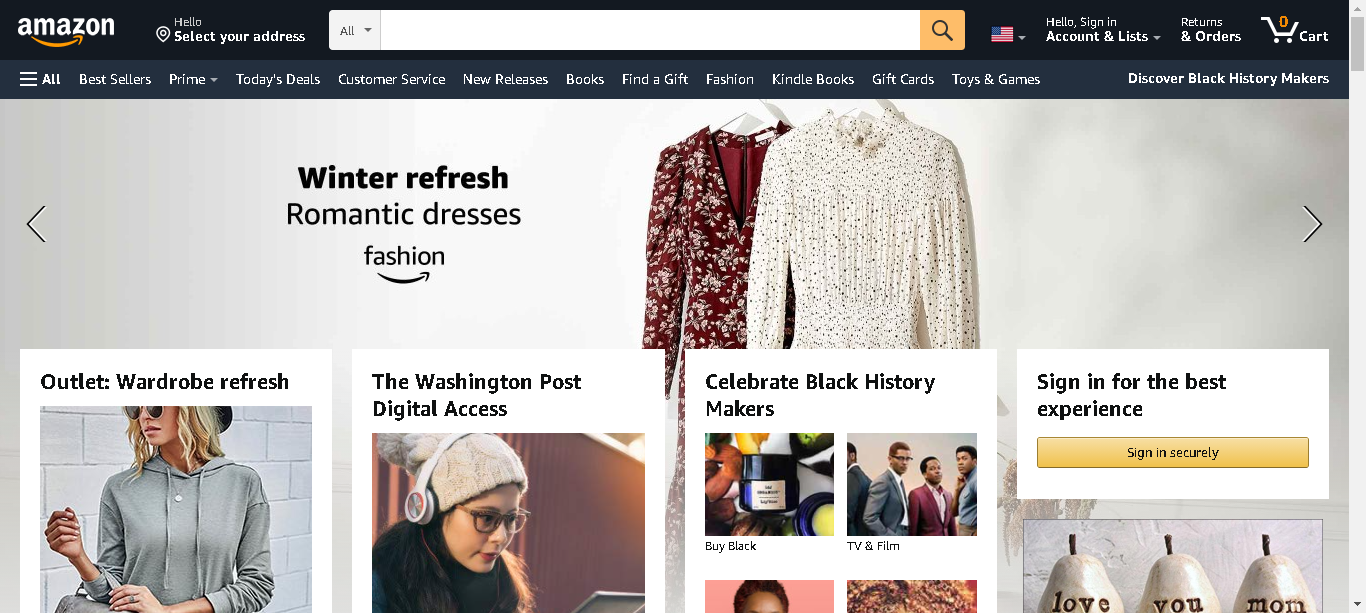 amazon
Hello
Select your address
All
Hello, Sign in
Account & Lists
Returns
& Orders
0
Cart
All
Best Sellers
Prime
Today's Deals
Customer Service
New Releases
Books
Find a Gift
Fashion
Kindle Books
Gift Cards
Toys & Games
Discover Black History Makers
Winter refresh
Romantic dresses
fashion
Outlet: Wardrobe refresh
The Washington Post
Digital Access
Celebrate Black History
Makers
Buy Black
TV & Film
Sign in for the best
experience
Sign in securely
love you mom